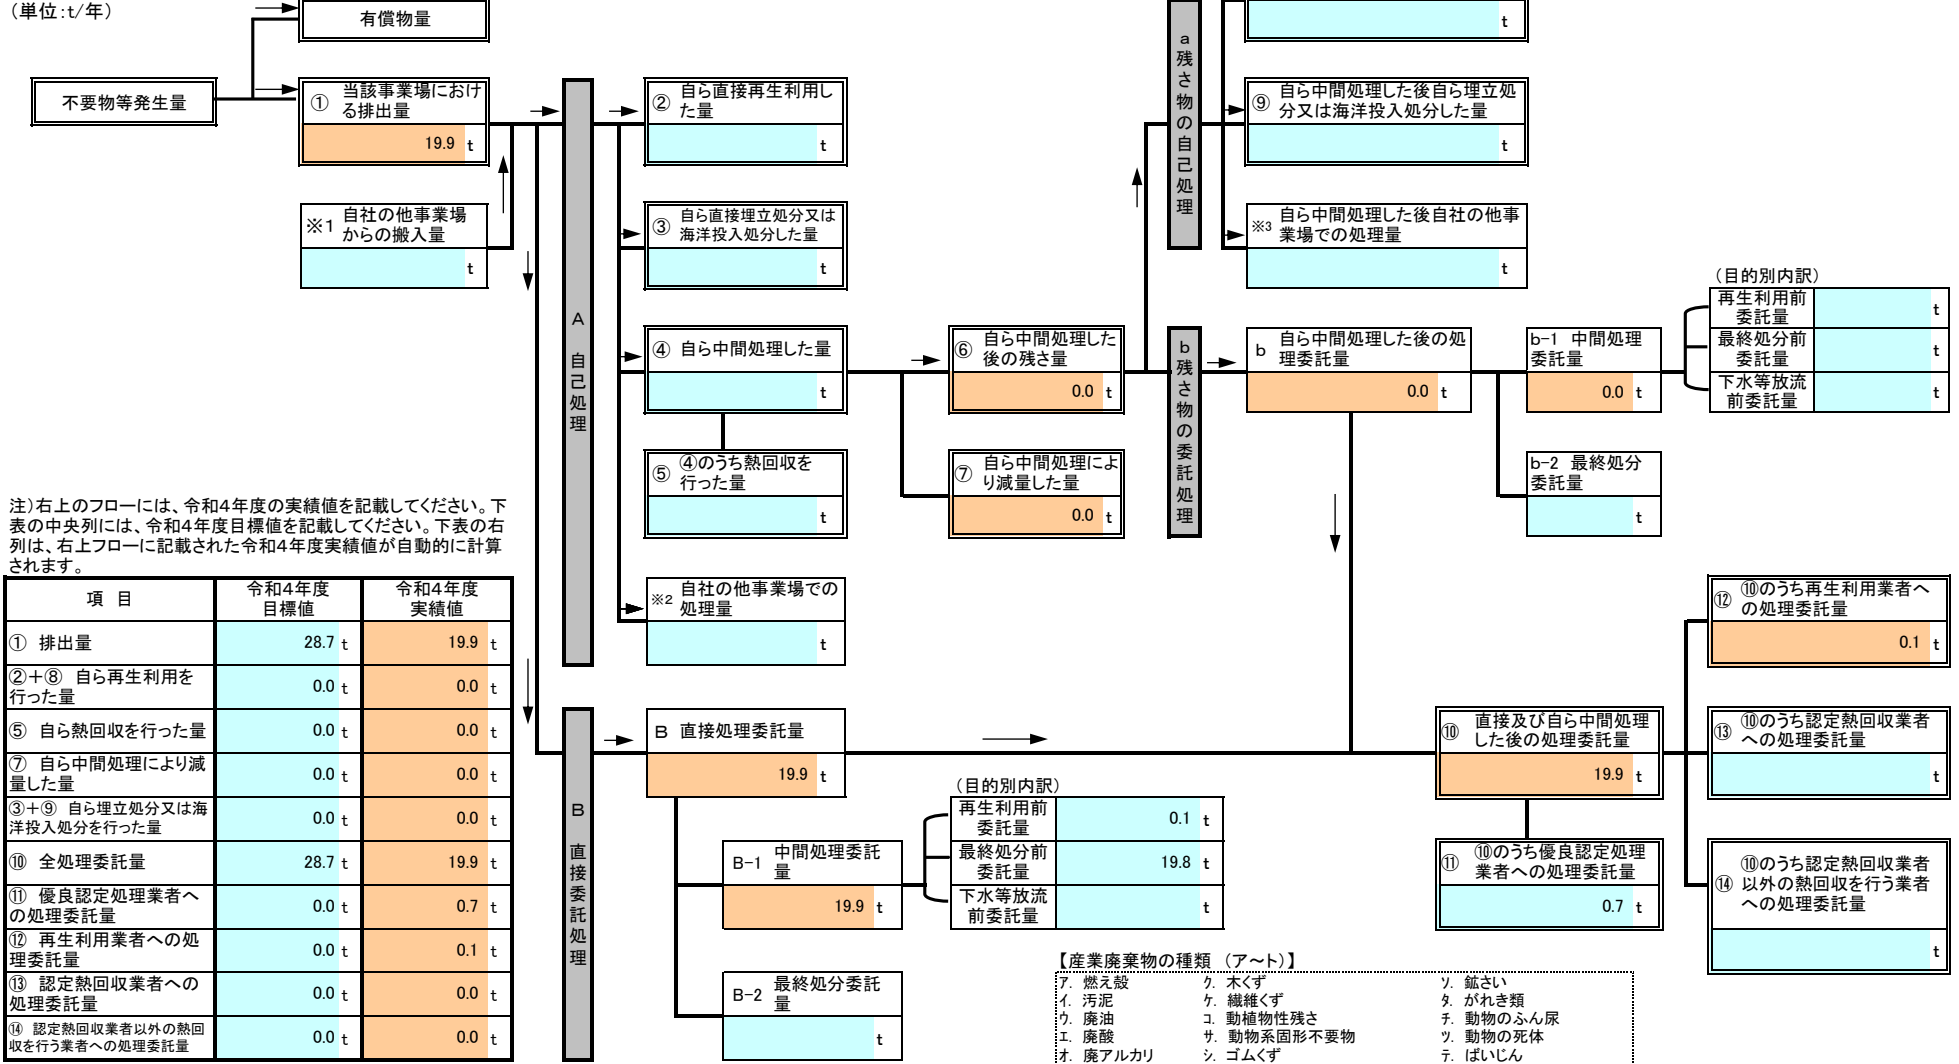 （単位：t/年）
有償物量
不要物等発生量
① 当該事業場におけ
る排出量
19.9 t
※1 自社の他事業場
からの搬入量
t
A 自己処理
② 自ら直接再生利用し
た量
t
③ 自ら直接埋立処分又は
海洋投入処分した量
t
④ 自ら中間処理した量
t
⑤ ④のうち熱回収を
行った量
t
※2 自社の他事業場での
処理量
t
⑥ 自ら中間処理した
後の残さ量
0.0 t
⑦ 自ら中間処理によ
り減量した量
0.0 t
a 残さ物の自己処理
t
⑨ 自ら中間処理した後自ら埋立処
分又は海洋投入処分した量
t
※3 自ら中間処理した後自社の他事
業場での処理量
t
b 残さ物の委託処理
b 自ら中間処理した後の処
理委託量
0.0 t
b-1 中間処理
委託量
0.0 t
（目的別内訳）
再生利用前
委託量 t
最終処分前
委託量 t
下水等放流
前委託量 t
b-2 最終処分
委託量
t
注）右上のフローには、令和4年度の実績値を記載してください。下
表の中央列には、令和4年度目標値を記載してください。下表の右
列は、右上フローに記載された令和4年度実績値が自動的に計算
されます。
項 目 令和4年度 目標値 令和4年度 実績値
① 排出量 28.7 t 19.9 t
②＋⑧ 自ら再生利用を
行った量 0.0 t 0.0 t
⑤ 自ら熱回収を行った量 0.0 t 0.0 t
⑦ 自ら中間処理により減
量した量 0.0 t 0.0 t
③＋⑨ 自ら埋立処分又は海
洋投入処分を行った量 0.0 t 0.0 t
⑩ 全処理委託量 28.7 t 19.9 t
⑪ 優良認定処理業者へ
の処理委託量 0.0 t 0.7 t
⑫ 再生利用業者への処
理委託量 0.0 t 0.1 t
⑬ 認定熱回収業者への
処理委託量 0.0 t 0.0 t
⑭ 認定熱回収業者以外の熱回
収を行う業者への処理委託量 0.0 t 0.0 t
B 直接委託処理
B 直接処理委託量
19.9 t
B-1 中間処理委託
量
19.9 t
（目的別内訳）
再生利用前
委託量 0.1 t
最終処分前
委託量 19.8 t
下水等放流
前委託量 t
B-2 最終処分委託
量
t
⑩ 直接及び自ら中間処理
した後の処理委託量
19.9 t
⑪ ⑩のうち優良認定処理
業者への処理委託量
0.7 t
⑫ ⑩のうち再生利用業者へ
の処理委託量
0.1 t
⑬ ⑩のうち認定熱回収業者
への処理委託量
t
⑭ ⑩のうち認定熱回収業者
以外の熱回収を行う業者
への処理委託量
t
【産業廃棄物の種類 （ア～ト）】
ア. 燃え殻 ク. 木くず ソ. 鉱さい
イ. 汚泥 ケ. 繊維くず タ. がれき類
ウ. 廃油 コ. 動植物性残さ チ. 動物のふん尿
エ. 廃酸 サ. 動物系固形不要物 ツ. 動物の死体
オ. 廃アルカリ シ. ゴムくず テ. ばいじん